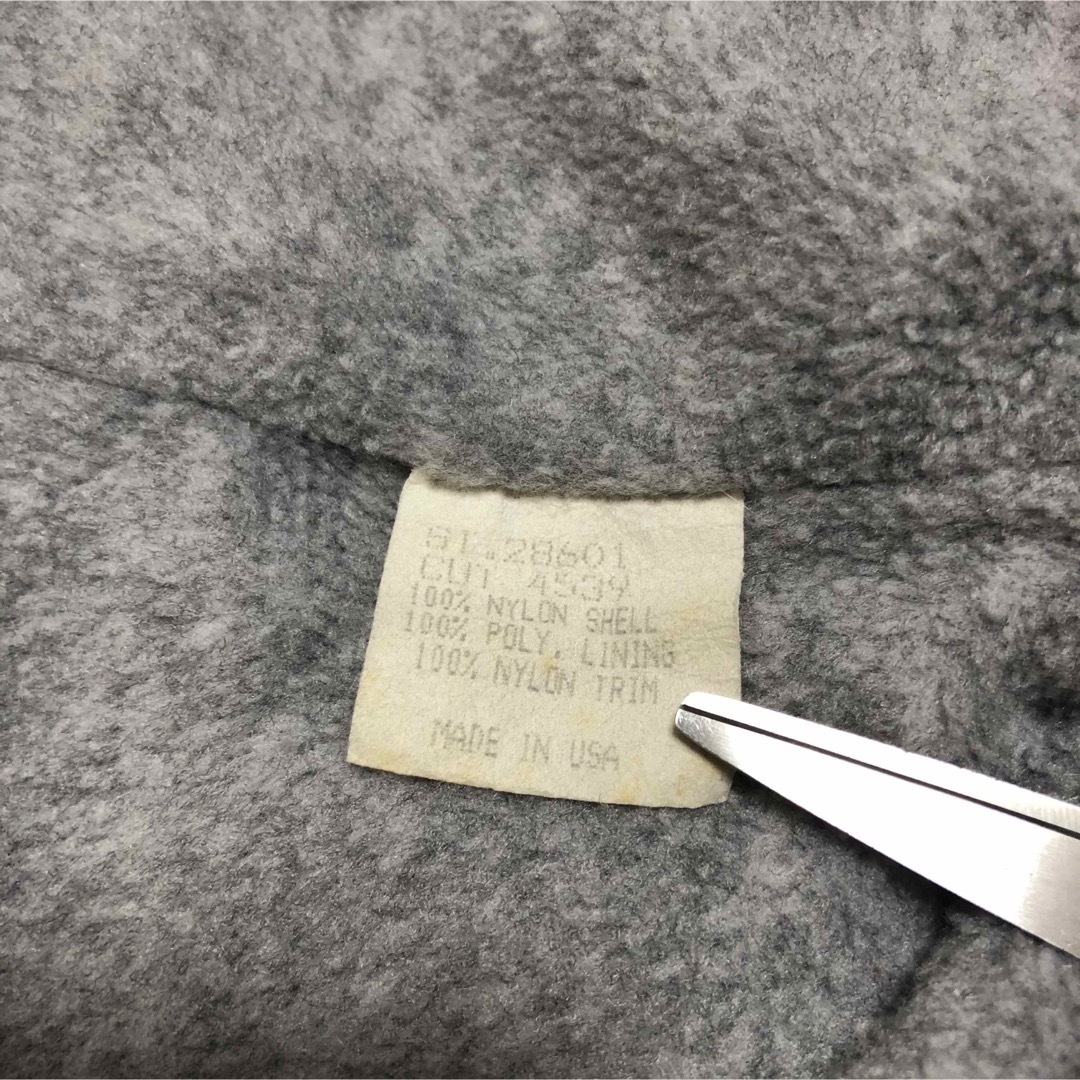 ST.28601
CUT 4539
100% NYLON SHELL
100% POLY. LINING
100% NYLON TRIM
MADE IN USA